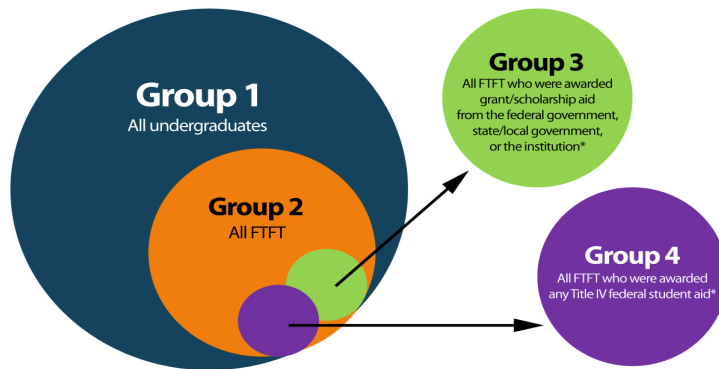 Group 1
All undergraduates
Group 2
All FTFT
Group 3
All FTFT who were awarded
grant/scholarship aid
from the federal government,
state/local government,
or the institution*
Group 4
All FTFT who were awarded
any Title IV federal student aid*